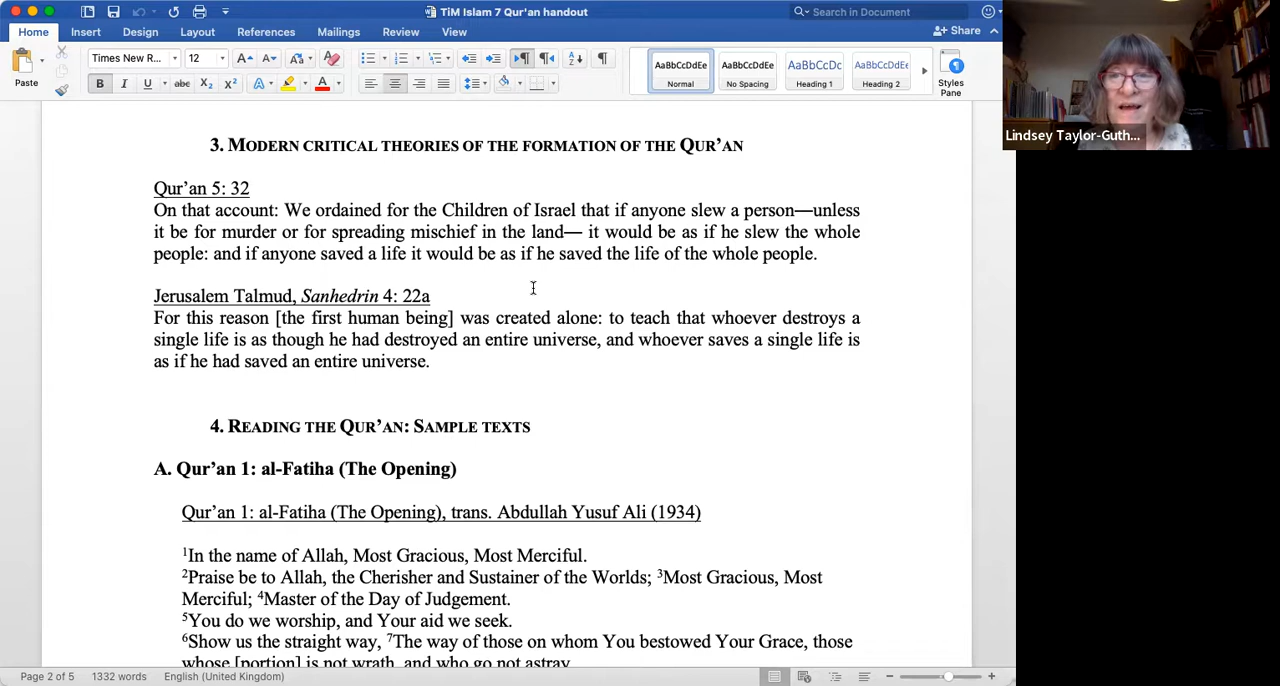 TiM Islam 7 Qur'an handout
Search in Document
Home Insert Design Layout References Mailings Review View
Share
Paste
Times New R... 12
AaBbCcDdEe AaBbCcDdEe AaBbCcDc AaBbCcDdEe
Normal No Spacing Heading 1 Heading 2
Styles Pane
Lindsey Taylor-Guth...
3. MODERN CRITICAL THEORIES OF THE FORMATION OF THE QUR’AN
Qur’an 5: 32
On that account: We ordained for the Children of Israel that if anyone slew a person—unless
it be for murder or for spreading mischief in the land— it would be as if he slew the whole
people: and if anyone saved a life it would be as if he saved the life of the whole people.
Jerusalem Talmud, Sanhedrin 4: 22a
For this reason [the first human being] was created alone: to teach that whoever destroys a
single life is as though he had destroyed an entire universe, and whoever saves a single life is
as if he had saved an entire universe.
4. READING THE QUR’AN: SAMPLE TEXTS
A. Qur’an 1: al-Fatiha (The Opening)
Qur’an 1: al-Fatiha (The Opening), trans. Abdullah Yusuf Ali (1934)
1In the name of Allah, Most Gracious, Most Merciful.
2Praise be to Allah, the Cherisher and Sustainer of the Worlds; 3Most Gracious, Most
Merciful; 4Master of the Day of Judgement.
5You do we worship, and Your aid we seek.
6Show us the straight way, 7The way of those on whom You bestowed Your Grace, those
whose [portion] is not wrath, and who go not astray.
Page 2 of 5 1332 words English (United Kingdom)